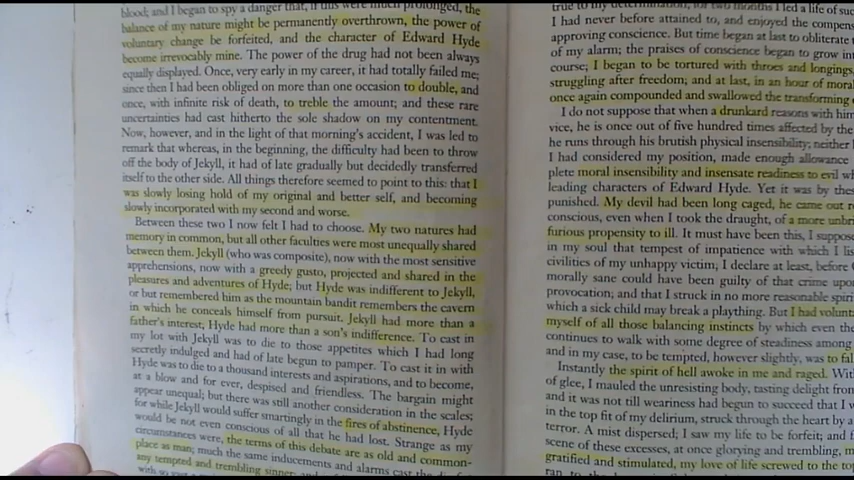 blood; and I began to spy a danger that, if this were much prolonged, the
balance of my nature might be permanently overthrown, the power of
voluntary change be forfeited, and the character of Edward Hyde
become irrevocably mine. The power of the drug had not been always
equally displayed. Once, very early in my career, it had totally failed me;
since then I had been obliged on more than one occasion to double, and
once, with infinite risk of death, to treble the amount; and these rare
uncertainties had cast hitherto the sole shadow on my contentment.
Now, however, and in the light of that morning's accident, I was led to
remark that whereas, in the beginning, the difficulty had been to throw
off the body of Jekyll, it had of late gradually but decidedly transferred
itself to the other side. All things therefore seemed to point to this: that I
was slowly losing hold of my original and better self, and becoming
slowly incorporated with my second and worse.
Between these two I now felt I had to choose. My two natures had
memory in common, but all other faculties were most unequally shared
between them. Jekyll (who was composite), now with the most sensitive
apprehensions, now with a greedy gusto, projected and shared in the
pleasures and adventures of Hyde; but Hyde was indifferent to Jekyll,
or but remembered him as the mountain bandit remembers the cavern
in which he conceals himself from pursuit. Jekyll had more than a
father's interest; Hyde had more than a son's indifference. To cast in
my lot with Jekyll was to die to those appetites which I had long
secretly indulged and had of late begun to pamper. To cast it in with
Hyde was to die to a thousand interests and aspirations, and to become,
at a blow and for ever, despised and friendless. The bargain might
appear unequal; but there was still another consideration in the scales;
for while Jekyll would suffer smartingly in the fires of abstinence, Hyde
would be not even conscious of all that he had lost. Strange as my
circumstances were, the terms of this debate are as old and common-
place as man; much the same inducements and alarms cast the die for
any tempted and trembling sinner; and
true to my determination; for two months I led a life of
I had never before attained to, and enjoyed the
approving conscience. But time began at last to obliterate
of my alarm; the praises of conscience began to grow
course; I began to be tortured with throes and longings,
struggling after freedom; and at last, in an hour of
once again compounded and swallowed the transforming
I do not suppose that when a drunkard reasons with
vice, he is once out of five hundred times affected by the
he runs through his brutish physical insensibility; neither
I had considered my position, made enough allowance
plete moral insensibility and insensate readiness to evil
leading characters of Edward Hyde. Yet it was by
punished. My devil had been long caged, he came out
conscious, even when I took the draught, of a more
furious propensity to ill. It must have been this, I
in my soul that tempest of impatience with which I
civilities of my unhappy victim; I declare at least, before
morally sane could have been guilty of that crime upon
provocation; and that I struck in no more reasonable
which a sick child may break a plaything. But I had
myself of all those balancing instincts by which even the
continues to walk with some degree of steadiness among
and in my case, to be tempted, however slightly, was to
Instantly the spirit of hell awoke in me and raged.
of glee, I mauled the unresisting body, tasting delight from
and it was not till weariness had begun to succeed that I
in the top fit of my delirium, struck through the heart by a
terror. A mist dispersed; I saw my life to be forfeit; and
scene of these excesses, at once glorying and trembling,
gratified and stimulated, my love of life screwed to the
ran to the